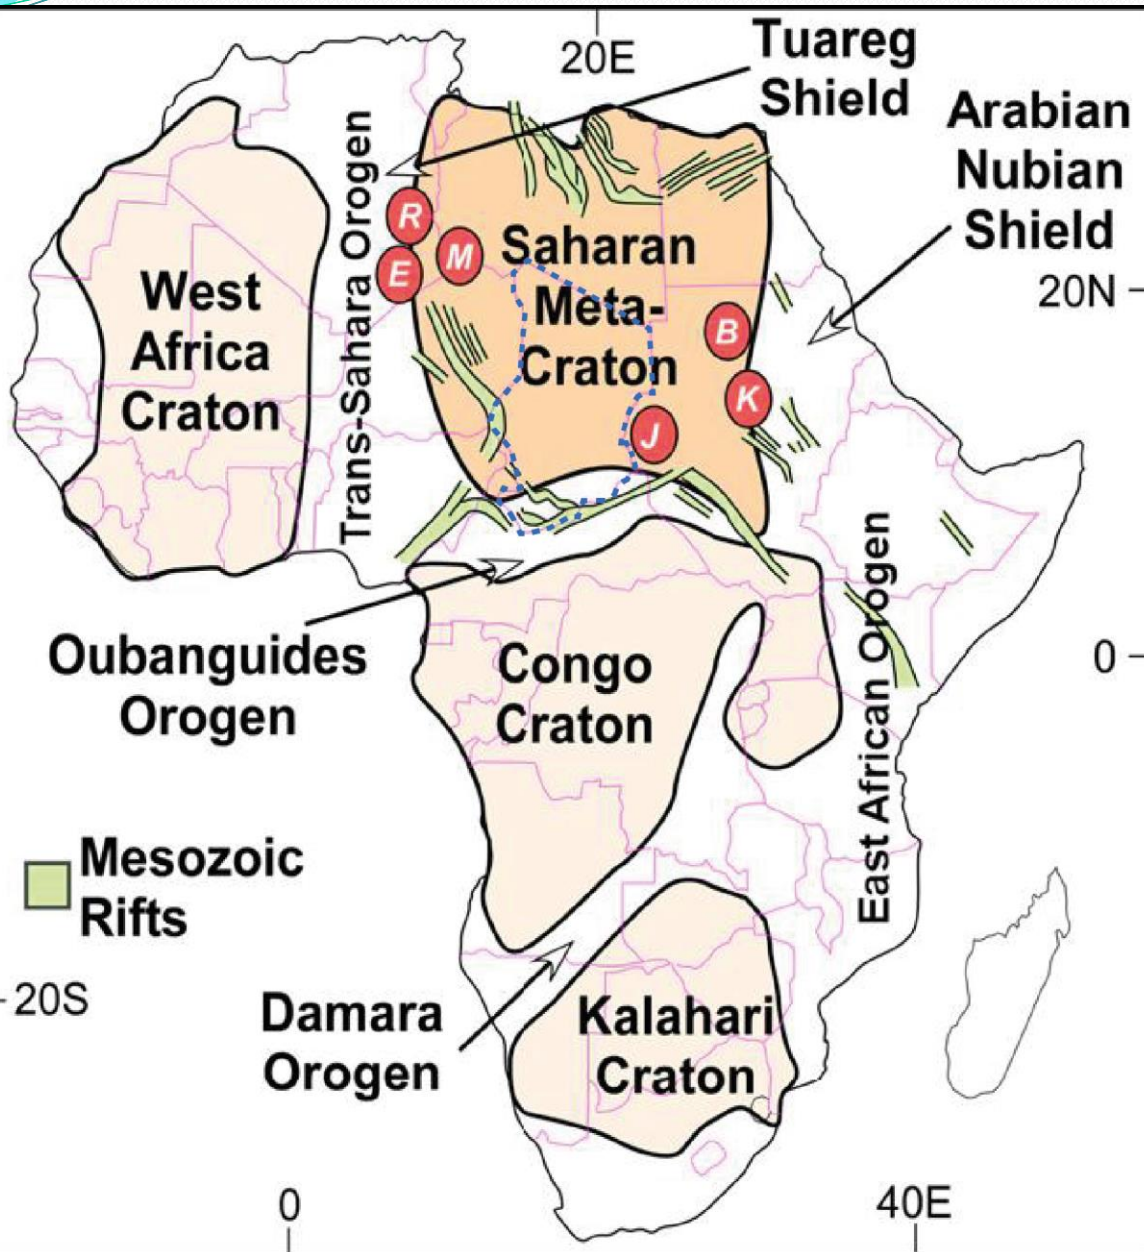 20E
Tuareg
Shield
Arabian
Nubian
Shield
20N
Trans-Sahara Orogen
R
E
M
Saharan
Meta-
Craton
B
K
J
West
Africa
Craton
Oubanguides
Orogen
Congo
Craton
East African Orogen
0
Mesozoic
Rifts
20S
Damara
Orogen
Kalahari
Craton
0
40E